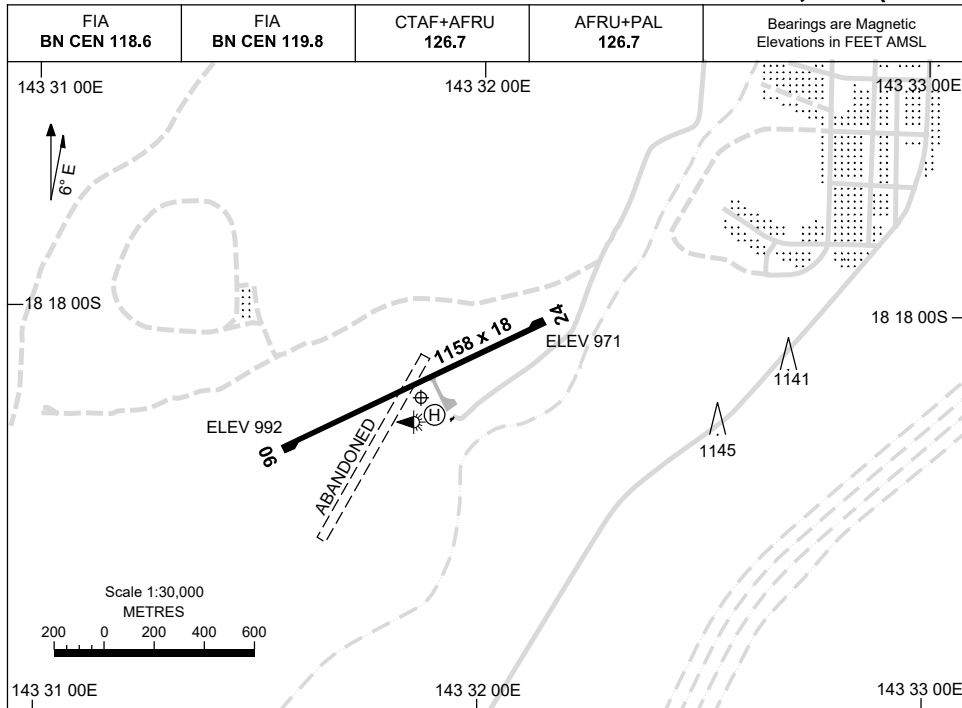 FIA
BN CEN 118.6
FIA
BN CEN 119.8
CTAF+AFRU
126.7
AFRU+PAL
126.7
Bearings are Magnetic
Elevations in FEET AMSL
143 31 00E
143 32 00E
143 33 00E
6° E
18 18 00S
18 18 00S
24
1158 x 18
ELEV 971
1141
ELEV 992
H
1145
06
ABANDONED
Scale 1:30,000
METRES
200 0 200 400 600
143 31 00E
143 32 00E
143 33 00E